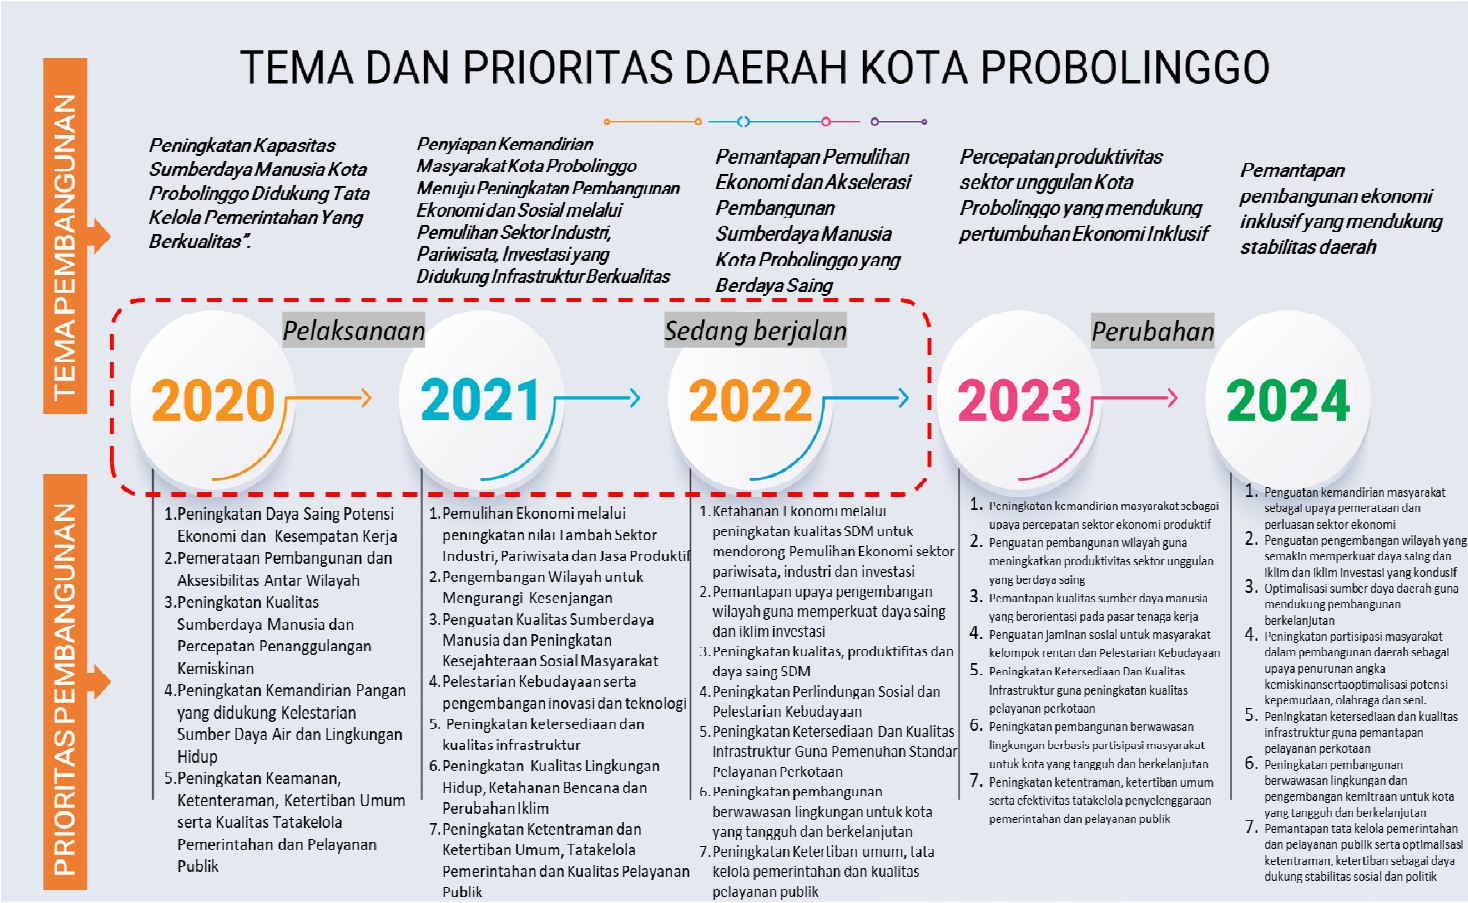 TEMA DAN PRIORITAS DAERAH KOTA PROBOLINGGO
TEMA PEMBANGUNAN
Peningkatan Kapasitas
Sumberdaya Manusia Kota
Probolinggo Didukung Tata
Kelola Pemerintahan Yang
Berkualitas”.
Penyiapan Kemandirian
Masyarakat Kota Probolinggo
Menuju Peningkatan Pembangunan
Ekonomi dan Sosial melalui
Pemulihan Sektor Industri,
Pariwisata, Investasi yang
Didukung Infrastruktur Berkualitas
Pemantapan Pemulihan
Ekonomi dan Akselerasi
Pembangunan
Sumberdaya Manusia
Kota Probolinggo yang
Berdaya Saing
Percepatan produktivitas
sektor unggulan Kota
Probolinggo yang mendukung
pertumbuhan Ekonomi Inklusif
Pemantapan
pembangunan ekonomi
inklusif yang mendukung
stabilitas daerah
Pelaksanaan
Sedang berjalan
Perubahan
2020
2021
2022
2023
2024
PRIORITAS PEMBANGUNAN
1.Peningkatan Daya Saing Potensi
Ekonomi dan Kesempatan Kerja
2.Pemerataan Pembangunan dan
Aksesibilitas Antar Wilayah
3.Peningkatan Kualitas
Sumberdaya Manusia dan
Percepatan Penanggulangan
Kemiskinan
4.Peningkatan Kemandirian Pangan
yang didukung Kelestarian
Sumber Daya Air dan Lingkungan
Hidup
5.Peningkatan Keamanan,
Ketenteraman, Ketertiban Umum
serta Kualitas Tatakelola
Pemerintahan dan Pelayanan
Publik
1.Pemulihan Ekonomi melalui
peningkatan nilai Tambah Sektor
Industri, Pariwisata dan Jasa Produktif
2.Pengembangan Wilayah untuk
Mengurangi Kesenjangan
3.Penguatan Kualitas Sumberdaya
Manusia dan Peningkatan
Kesejahteraan Sosial Masyarakat
4.Pelestarian Kebudayaan serta
pengembangan inovasi dan teknologi
5. Peningkatan ketersediaan dan
kualitas infrastruktur
6.Peningkatan Kualitas Lingkungan
Hidup, Ketahanan Bencana dan
Perubahan Iklim
7.Peningkatan Ketentraman dan
Ketertiban Umum, Tatakelola
Pemerintahan dan Kualitas Pelayanan
Publik
1.Ketahanan Ekonomi melalui
peningkatan kualitas SDM untuk
mendorong Pemulihan Ekonomi sektor
pariwisata, industri dan investasi
2.Pemantapan upaya pengembangan
wilayah guna memperkuat daya saing
dan iklim investasi
3.Peningkatan kualitas, produktifitas dan
daya saing SDM
4.Peningkatan Perlindungan Sosial dan
Pelestarian Kebudayaan
5.Peningkatan Ketersediaan Dan Kualitas
Infrastruktur Guna Pemenuhan Standar
Pelayanan Perkotaan
6.Peningkatan pembangunan
berwawasan lingkungan untuk kota
yang tangguh dan berkelanjutan
7.Peningkatan Ketertiban umum, tata
kelola pemerintahan dan kualitas
pelayanan publik
1. Peningkatan kemandirian masyarakat sebagai
upaya percepatan sektor ekonomi produktif
2. Penguatan pembangunan wilayah guna
meningkatkan produktivitas sektor unggulan
yang berdaya saing
3. Pemantapan kualitas sumber daya manusia
yang berorientasi pada pasar tenaga kerja
4. Penguatan jaminan sosial untuk masyarakat
kelompok rentan dan Pelestarian Kebudayaan
5. Peningkatan Ketersediaan Dan Kualitas
Infrastruktur guna peningkatan kualitas
pelayanan perkotaan
6. Peningkatan pembangunan berwawasan
lingkungan berbasis partisipasi masyarakat
untuk kota yang tangguh dan berkelanjutan
7. Peningkatan ketentraman, ketertiban umum
serta efektivitas tatakelola penyelenggaraan
pemerintahan dan pelayanan publik
1. Penguatan kemandirian masyarakat
sebagai upaya pemerataan dan
perluasan sektor ekonomi
2. Penguatan pengembangan wilayah yang
semakin memperkuat daya saing dan
iklim dan iklim investasi yang kondusif
3. Optimalisasi sumber daya daerah guna
mendukung pembangunan
berkelanjutan
4. Peningkatan partisipasi masyarakat
dalam pembangunan daerah sebagai
upaya penurunan angka
kemiskinansertaoptimalisasi potensi
kepemudaan, olahraga dan seni.
5. Peningkatan ketersediaan dan kualitas
infrastruktur guna pemantapan
pelayanan perkotaan
6. Peningkatan pembangunan
berwawasan lingkungan dan
pengembangan kemitraan untuk kota
yang tangguh dan berkelanjutan
7. Pemantapan tata kelola pemerintahan
dan pelayanan publik serta optimalisasi
ketentraman, ketertiban sebagai daya
dukung stabilitas sosial dan politik